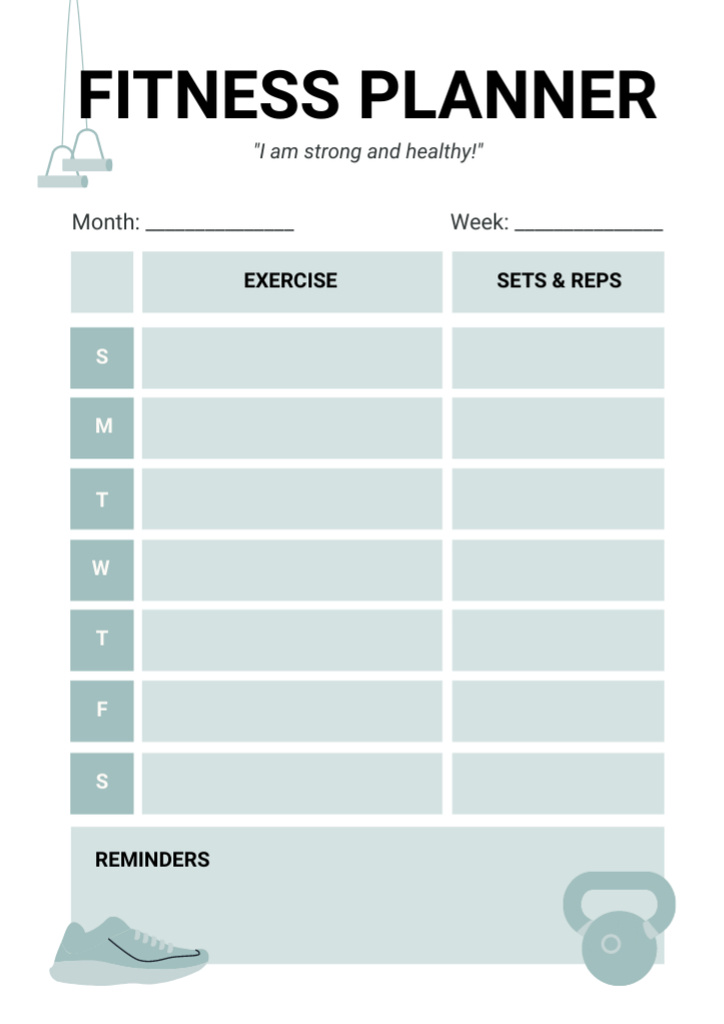 FITNESS PLANNER
"I am strong and healthy!"
Month: _______________ Week: _______________
EXERCISE SETS & REPS
S
M
T
W
T
F
S
REMINDERS